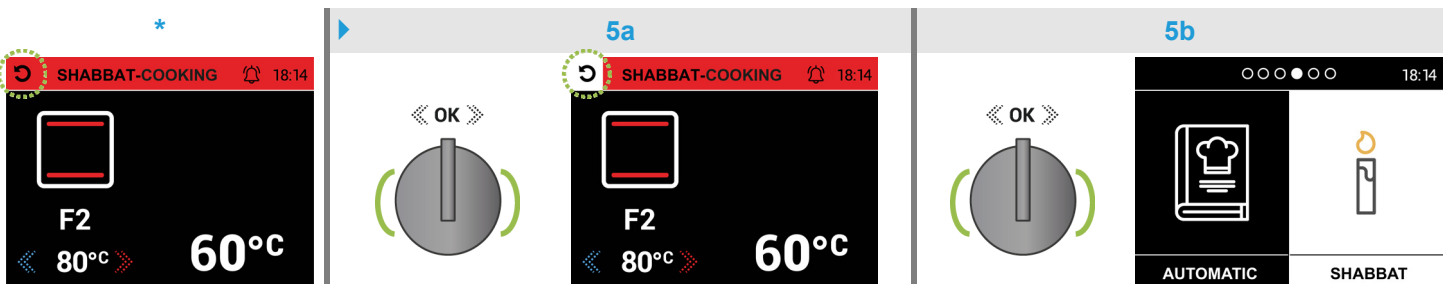 *
SHABBAT-COOKING 18:14
F2
80°C
60°C
5a
« OK »
SHABBAT-COOKING 18:14
F2
80°C
60°C
5b
« OK »
18:14
AUTOMATIC
SHABBAT